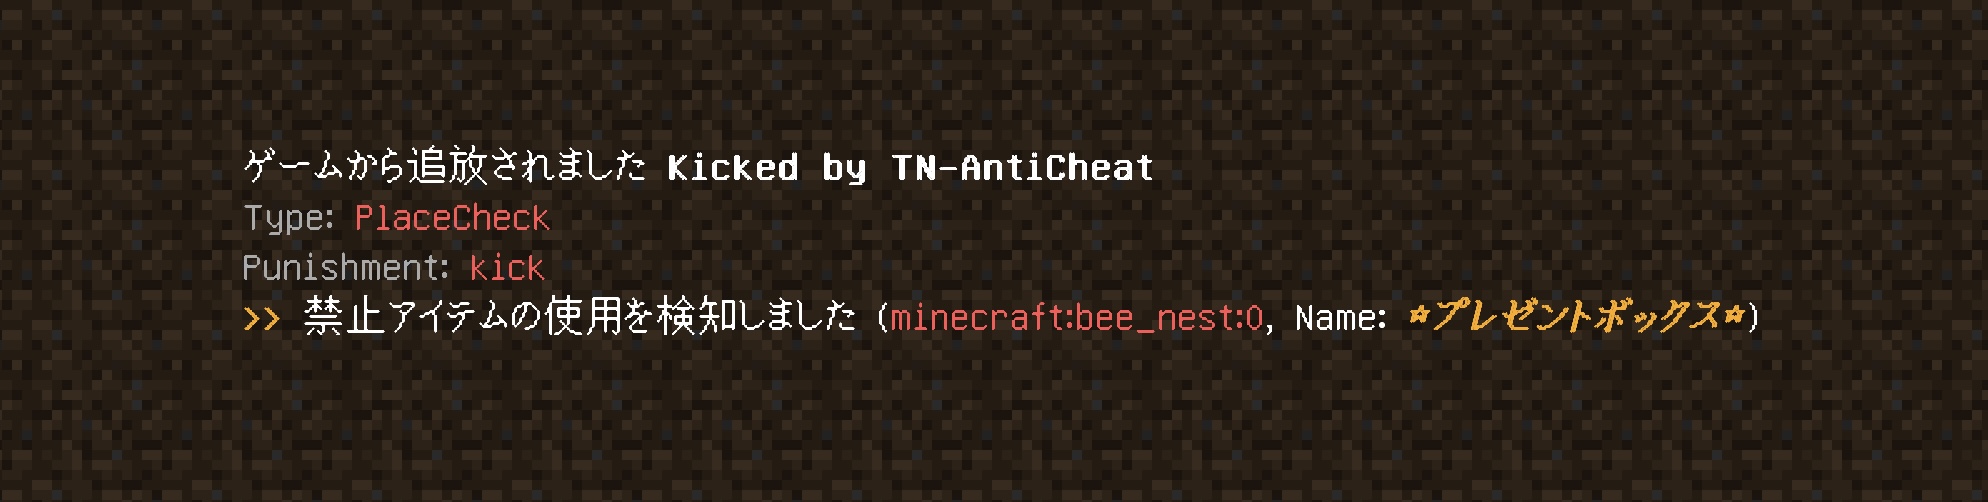 ゲームから追放されました Kicked by TN-AntiCheat
Type: PlaceCheck
Punishment: kick
>> 禁止アイテムの使用を検知しました (minecraft:bee_nest:0, Name: ☆プレゼントボックス☆)